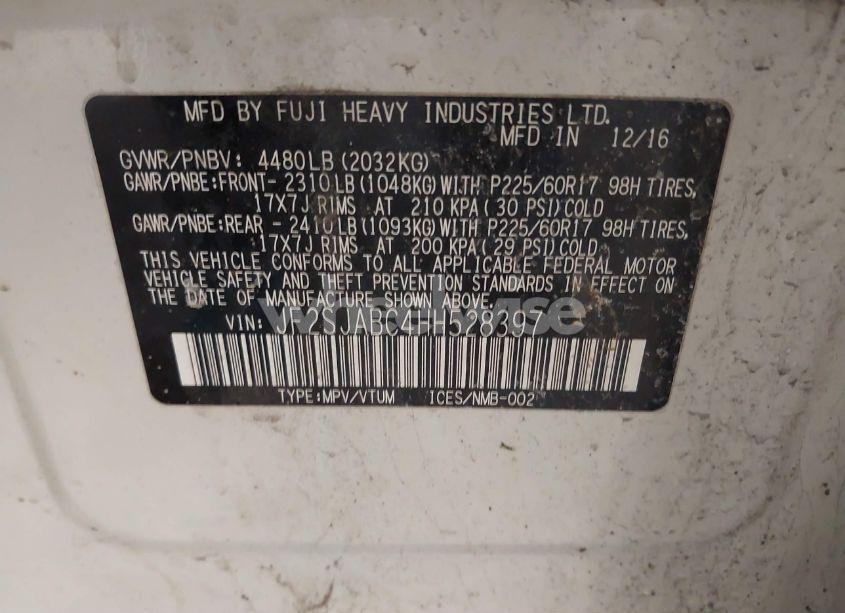 MFD BY FUJI HEAVY INDUSTRIES LTD.
MFD IN 12/16
GVWR/PNBV: 4480LB(2032KG)
GAWR/PNBE:FRONT-2310LB(1048KG)WITH P225/60R17 98H TIRES,
17X7J RIMS AT 210 KPA(30 PSI)COLD
GAWR/PNBE:REAR -2410LB(1093KG)WITH P225/60R17 98H TIRES,
17X7J RIMS AT 200 KPA(29 PSI)COLD
THIS VEHICLE CONFORMS TO ALL APPLICABLE FEDERAL MOTOR
VEHICLE SAFETY AND THEFT PREVENTION STANDARDS IN EFFECT ON
THE DATE OF MANUFACTURE SHOWN ABOVE.
VIN:
TYPE:MPV/VTUM ICES/NMB-002